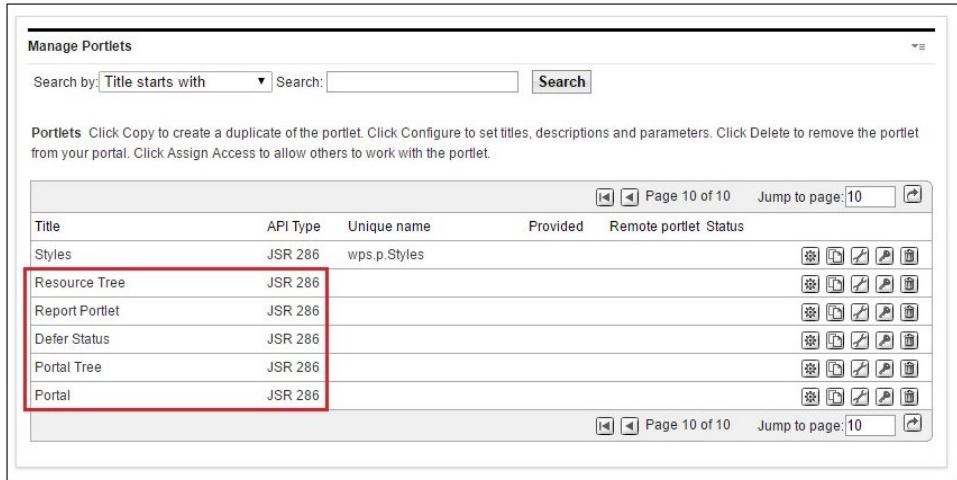 Manage Portlets
Search by: Title starts with Search: Search
Portlets Click Copy to create a duplicate of the portlet. Click Configure to set titles, descriptions and parameters. Click Delete to remove the portlet
from your portal. Click Assign Access to allow others to work with the portlet.
Page 10 of 10 Jump to page: 10
Title API Type Unique name Provided Remote portlet Status
Styles JSR 286 wps.p.Styles
Resource Tree JSR 286
Report Portlet JSR 286
Defer Status JSR 286
Portal Tree JSR 286
Portal JSR 286
Page 10 of 10 Jump to page: 10